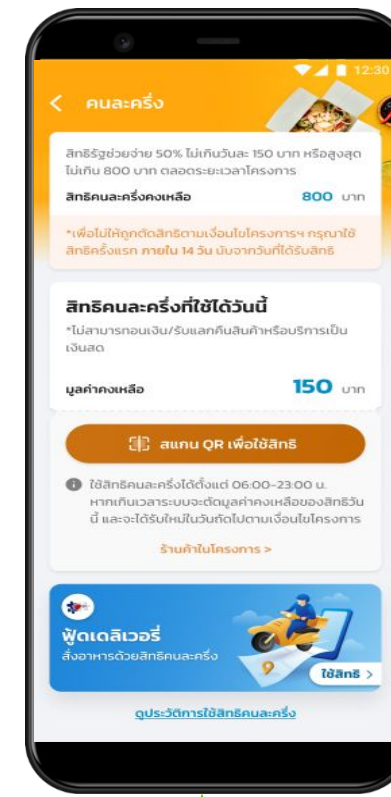 12:30
คนละครึ่ง
สิทธิรัฐช่วยจ่าย 50% ไม่เกินวันละ 150 บาท หรือสูงสุด
ไม่เกิน 800 บาท ตลอดระยะเวลาโครงการ
สิทธิคนละครึ่งคงเหลือ 800 บาท
*เพื่อไม่ให้ถูกตัดสิทธิตามเงื่อนไขโครงการฯ กรุณาใช้
สิทธิครั้งแรก ภายใน 14 วัน นับจากวันที่ได้รับสิทธิ
สิทธิคนละครึ่งที่ใช้ได้วันนี้
*ไม่สามารถทอนเงิน/รับแลกคืนสินค้าหรือบริการเป็น
เงินสด
มูลค่าคงเหลือ 150 บาท
สแกน QR เพื่อใช้สิทธิ
ใช้สิทธิคนละครึ่งได้ตั้งแต่ 06:00-23:00 น.
หากเกินเวลาระบบจะตัดมูลค่าคงเหลือของสิทธิวัน
นี้ และจะได้รับใหม่ในวันถัดไปตามเงื่อนไขโครงการ
ร้านค้าในโครงการ >
ฟู้ดเดลิเวอรี่
สั่งอาหารด้วยสิทธิคนละครึ่ง
ใช้สิทธิ >
ดูประวัติการใช้สิทธิคนละครึ่ง